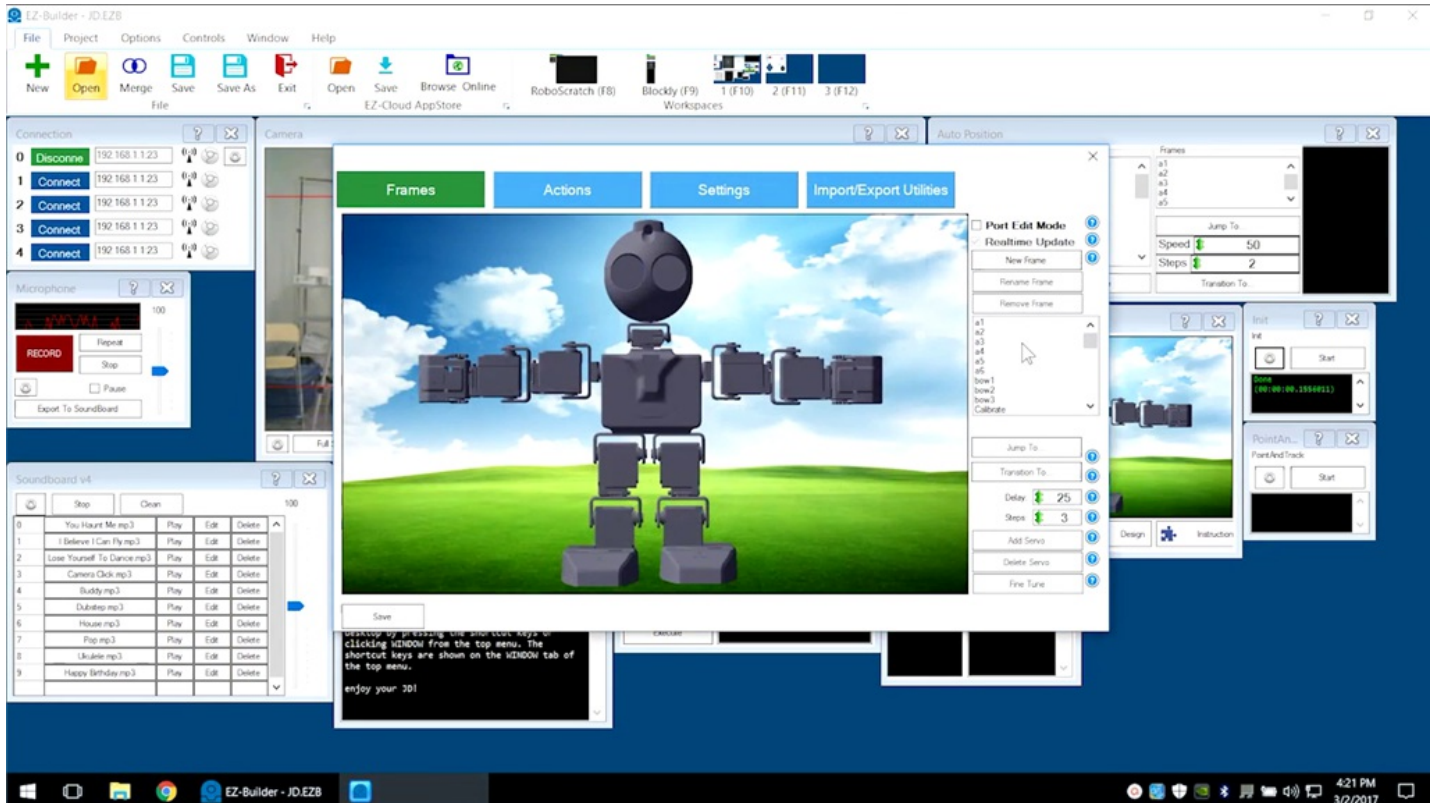 EZ-Builder - JD.EZB
File Project Options Controls Window Help
New Open Merge Save Save As Exit Open Save Browse Online RoboScratch (F8) Blockly (F9) 1 (F10) 2 (F11) 3 (F12)
File EZ-Cloud AppStore Workspaces
Connection
0 Disconne 192.168.1.1:23
1 Connect 192.168.1.1:23
2 Connect 192.168.1.1:23
3 Connect 192.168.1.1:23
4 Connect 192.168.1.1:23
Camera
Auto Position
Frames
a1
a2
a3
a4
a5
Jump To...
Speed 50
Steps 2
Transition To...
Microphone
100
RECORD
Repeat
Stop
Pause
Export To SoundBoard
Frames Actions Settings Import/Export Utilities
Port Edit Mode
Realtime Update
New Frame
Rename Frame
Remove Frame
a1
a2
a3
a4
a5
a6
bow1
bow2
bow3
Calibrate
Jump To...
Transition To...
Delay 25
Steps 3
Add Servo
Delete Servo
Fine Tune
Save
Init
Init
Start
Done
(00:00:00.1556011)
PointAn...
PointAndTrack
Start
Design Instruction
Soundboard v4
Stop Clean 100
0 You Haunt Me.mp3 Play Edit Delete
1 I Believe I Can Fly.mp3 Play Edit Delete
2 Lose Yourself To Dance.mp3 Play Edit Delete
3 Camera Click.mp3 Play Edit Delete
4 Buddy.mp3 Play Edit Delete
5 Dubstep.mp3 Play Edit Delete
6 House.mp3 Play Edit Delete
7 Pop.mp3 Play Edit Delete
8 Ukulele.mp3 Play Edit Delete
9 Happy Birthday.mp3 Play Edit Delete
desktop by pressing the shortcut keys or
clicking WINDOW from the top menu. The
shortcut keys are shown on the WINDOW tab of
the top menu.
enjoy your JD!
Execute
EZ-Builder - JD.EZB
4:21 PM
3/2/2017